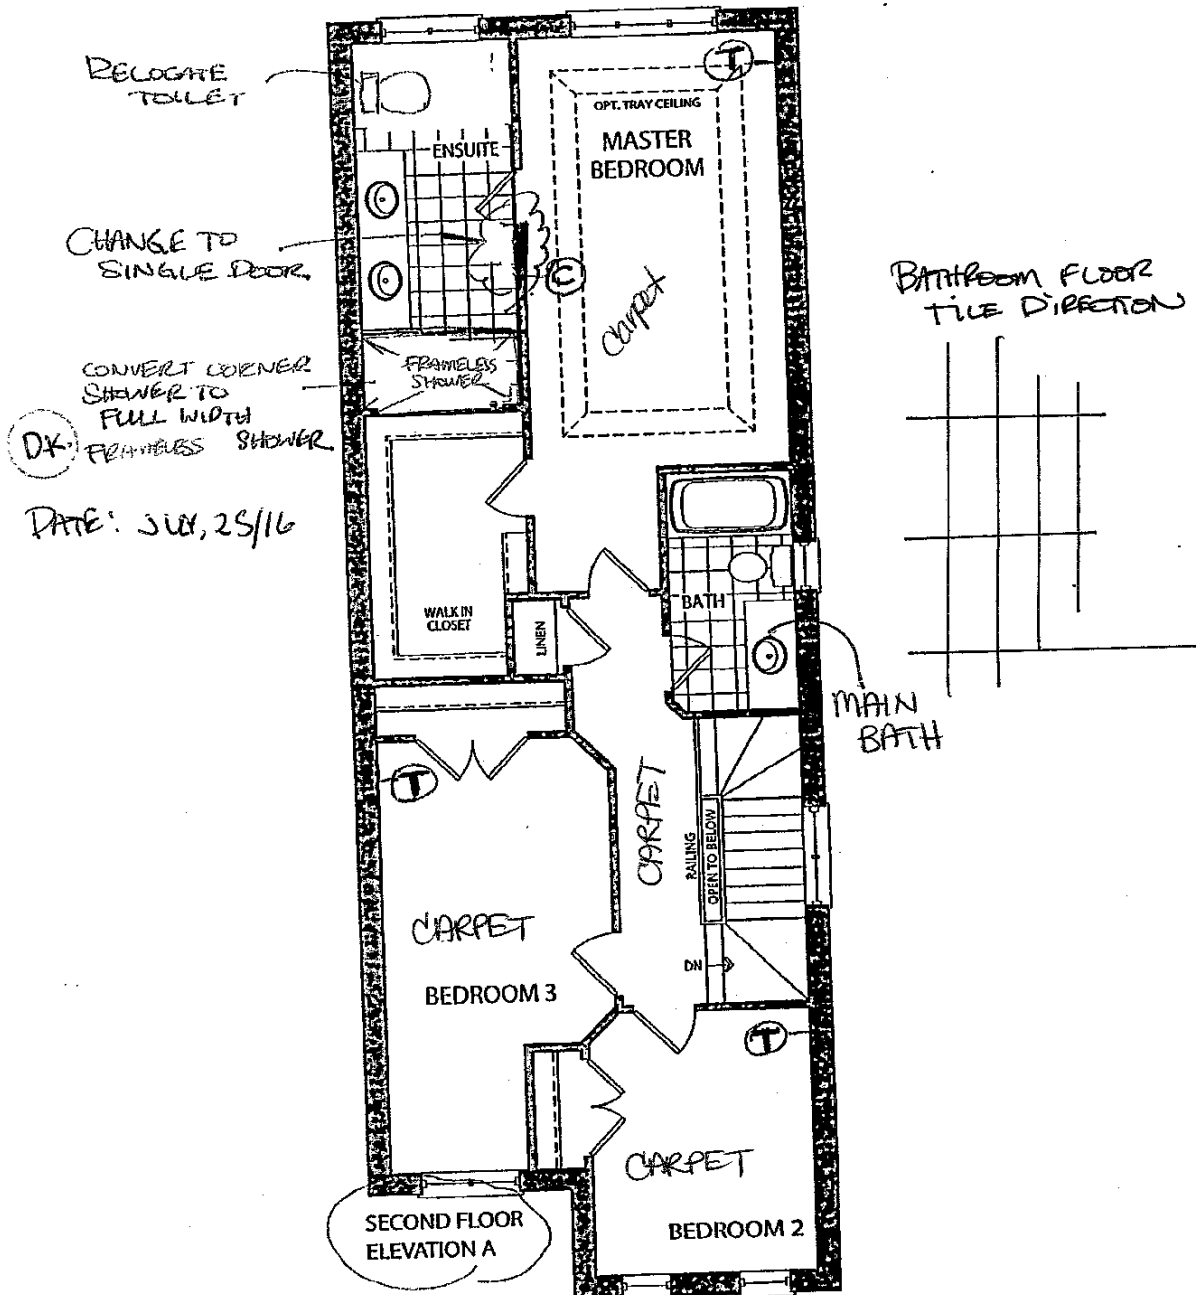 RELOCATE
TOILET
T
OPT. TRAY CEILING
MASTER
BEDROOM
ENSUITE
CHANGE TO
SINGLE DOOR.
C
Carpet
BATHROOM FLOOR
TILE DIRECTION
CONVERT CORNER
SHOWER TO
FULL WIDTH
FRAMELESS SHOWER.
FRAMELESS
SHOWER
D.K.
DATE: JULY, 25/16
WALK IN
CLOSET
LINEN
BATH
MAIN
BATH
T
CARPET
RAILING
OPEN TO BELOW
CARPET
BEDROOM 3
DN
T
CARPET
BEDROOM 2
SECOND FLOOR
ELEVATION A